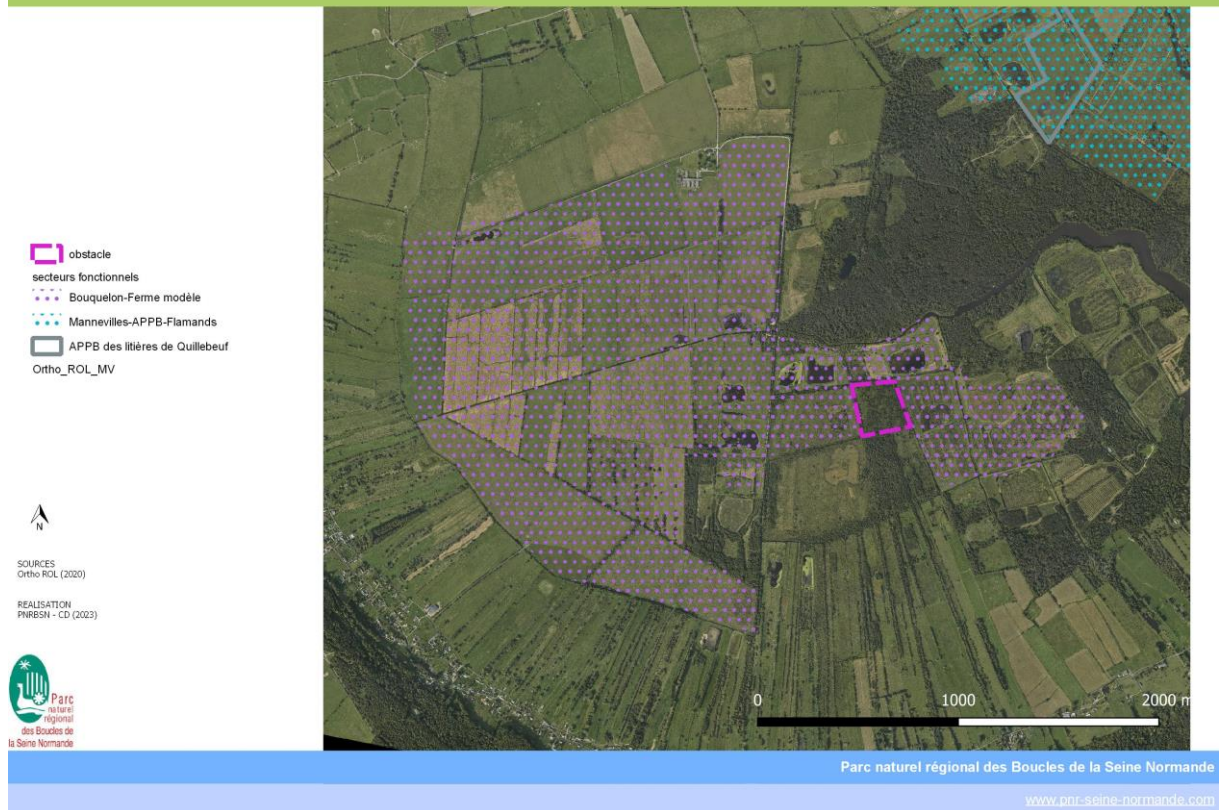 obstacle
secteurs fonctionnels
Bouquelon-Ferme modèle
Mannevilles-APPB-Flamands
APPB des litières de Quillebeuf
Ortho_ROL_MV
N
SOURCES
Ortho ROL (2020)
REALISATION
PNRBSN - CD (2023)
Parc
naturel
régional
des Boucles de
la Seine Normande
0 1000 2000 m
Parc naturel régional des Boucles de la Seine Normande
www.pnr-seine-normande.com